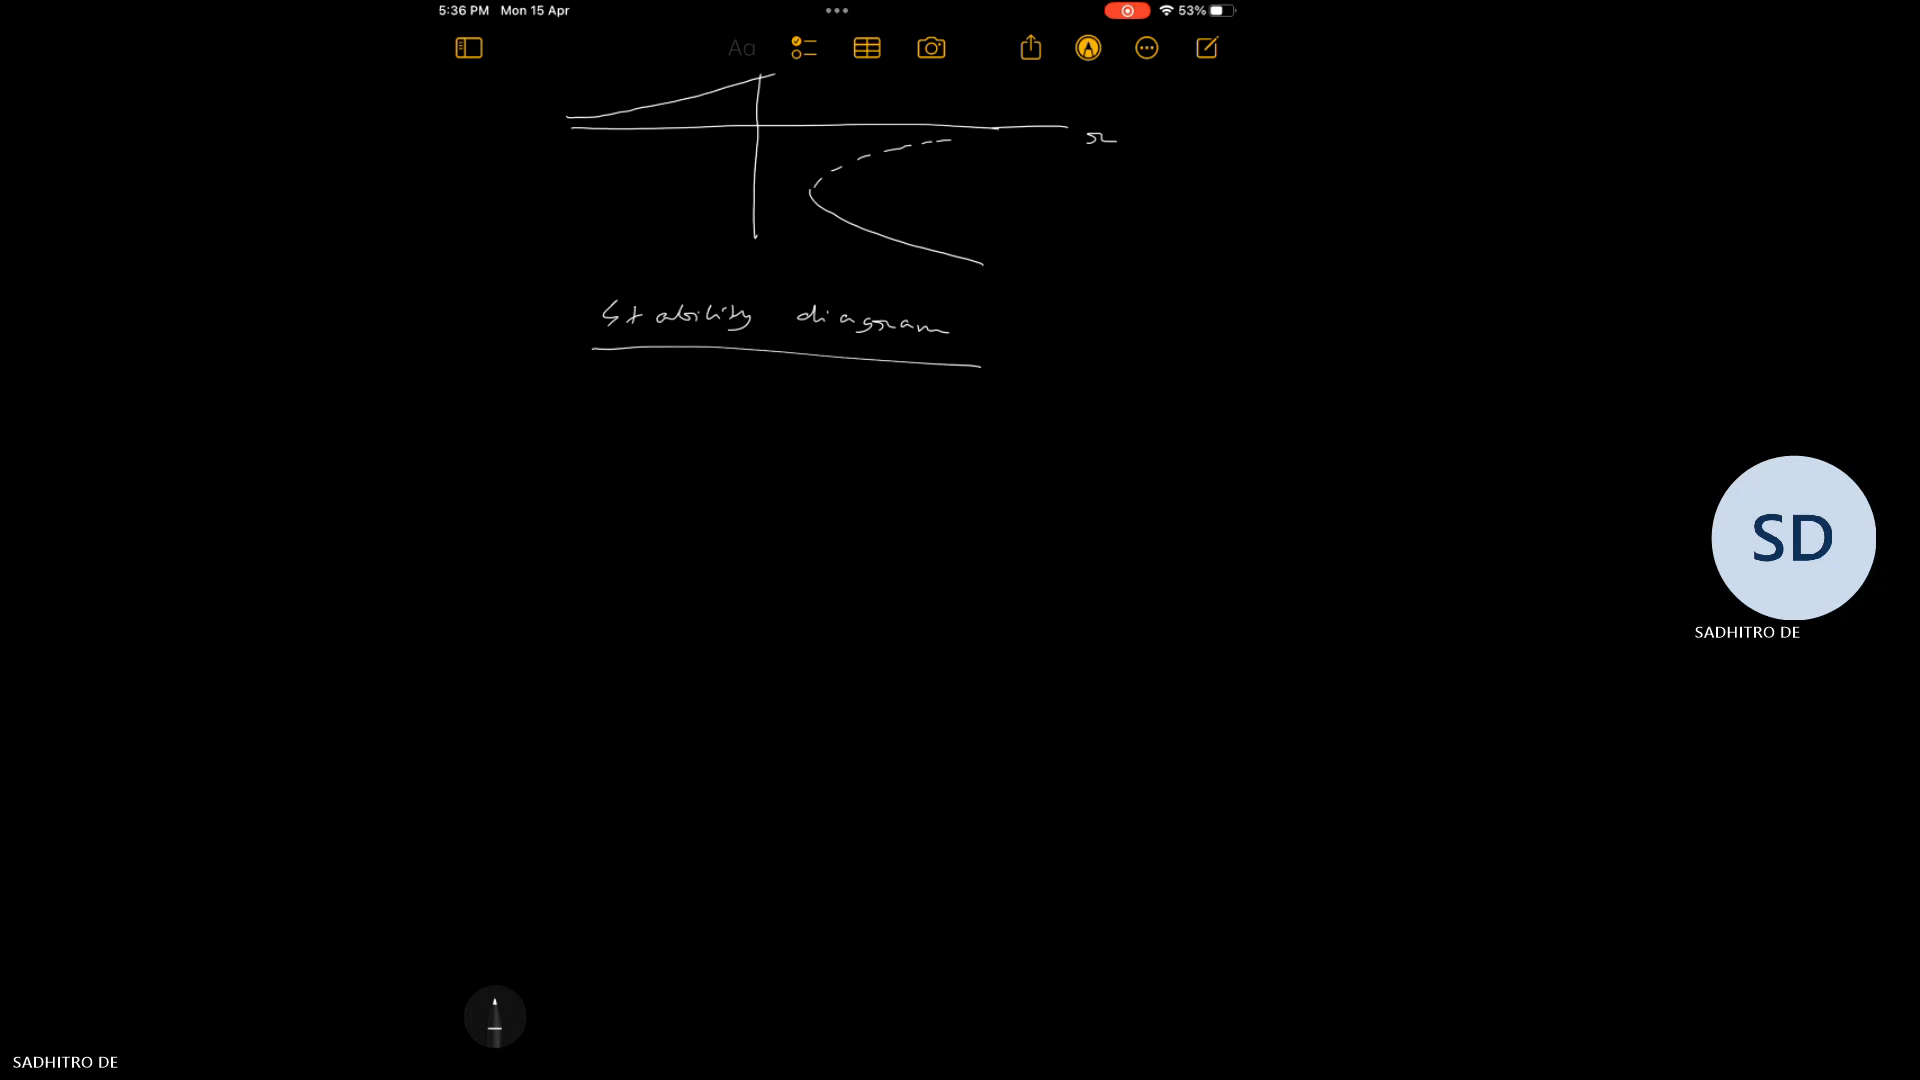 5:36 PM Mon 15 Apr
53%
Aa
r
Stability diagram
SD
SADHITRO DE
SADHITRO DE